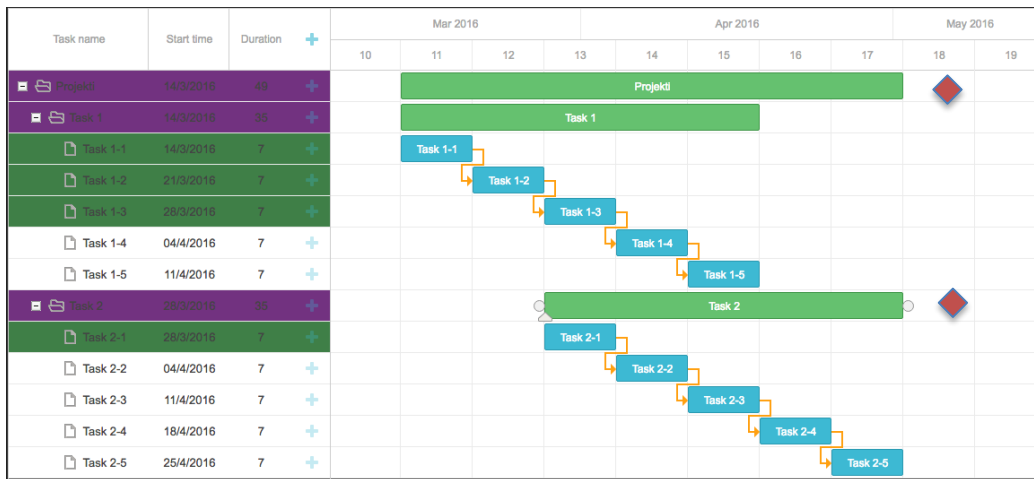 Task name Start time Duration Mar 2016 Apr 2016 May 2016
10 11 12 13 14 15 16 17 18 19
Projekti 14/3/2016 49 Projekti
Task 1 14/3/2016 35 Task 1
Task 1-1 14/3/2016 7 Task 1-1
Task 1-2 21/3/2016 7 Task 1-2
Task 1-3 28/3/2016 7 Task 1-3
Task 1-4 04/4/2016 7 Task 1-4
Task 1-5 11/4/2016 7 Task 1-5
Task 2 28/3/2016 35 Task 2
Task 2-1 28/3/2016 7 Task 2-1
Task 2-2 04/4/2016 7 Task 2-2
Task 2-3 11/4/2016 7 Task 2-3
Task 2-4 18/4/2016 7 Task 2-4
Task 2-5 25/4/2016 7 Task 2-5